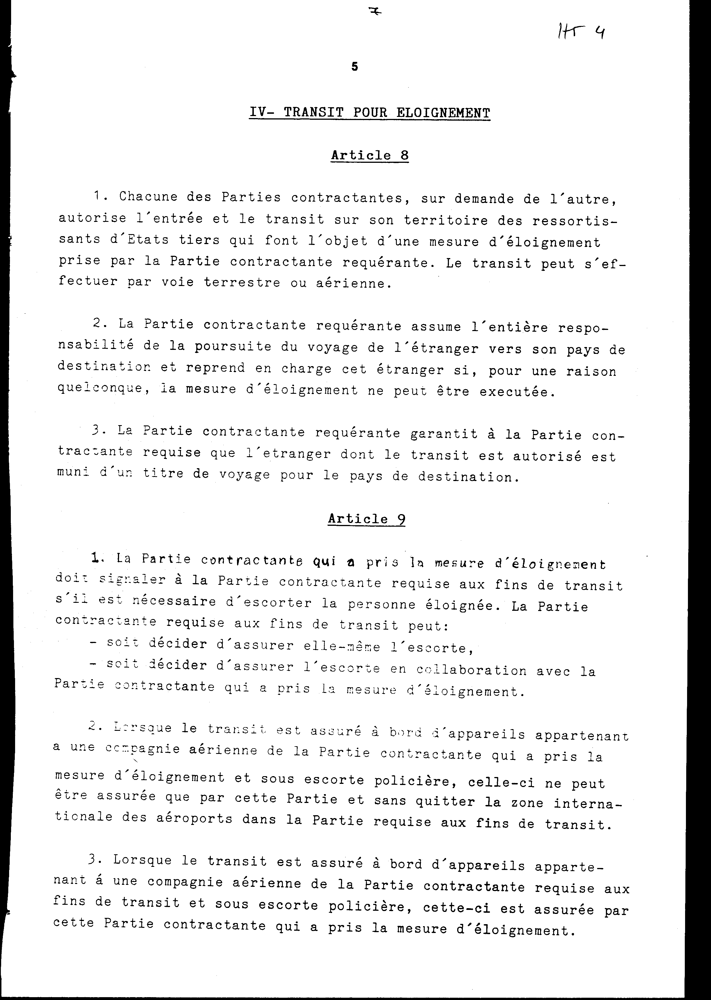 7
HT 4
5
IV- TRANSIT POUR ELOIGNEMENT
Article 8
1. Chacune des Parties contractantes, sur demande de l´autre,
autorise l´entrée et le transit sur son territoire des ressortis-
sants d´Etats tiers qui font l´objet d´une mesure d´éloignement
prise par la Partie contractante requérante. Le transit peut s´ef-
fectuer par voie terrestre ou aérienne.
2. La Partie contractante requérante assume l´entière respo-
nsabilité de la poursuite du voyage de l´étranger vers son pays de
destination et reprend en charge cet étranger si, pour une raison
quelconque, la mesure d´éloignement ne peut être executée.
3. La Partie contractante requérante garantit à la Partie con-
tractante requise que l´etranger dont le transit est autorisé est
muni d´un titre de voyage pour le pays de destination.
Article 9
1. La Partie contractante qui a pris la mesure d´éloignement
doit signaler à la Partie contractante requise aux fins de transit
s´il est nécessaire d´escorter la personne éloignée. La Partie
contractante requise aux fins de transit peut:
- soit décider d´assurer elle-même l´escorte,
- soit décider d´assurer l´escorte en collaboration avec la
Partie contractante qui a pris la mesure d´éloignement.
2. Lorsque le transit est assuré à bord d´appareils appartenant
a une compagnie aérienne de la Partie contractante qui a pris la
mesure d´éloignement et sous escorte policière, celle-ci ne peut
être assurée que par cette Partie et sans quitter la zone interna-
tionale des aéroports dans la Partie requise aux fins de transit.
3. Lorsque le transit est assuré à bord d´appareils apparte-
nant á une compagnie aérienne de la Partie contractante requise aux
fins de transit et sous escorte policière, cette-ci est assurée par
cette Partie contractante qui a pris la mesure d´éloignement.